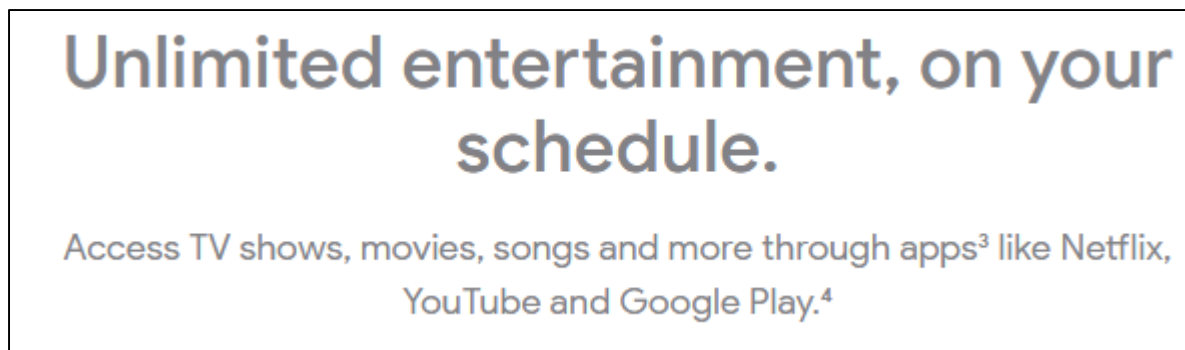 Unlimited entertainment, on your
schedule.
Access TV shows, movies, songs and more through apps³ like Netflix,
YouTube and Google Play.⁴